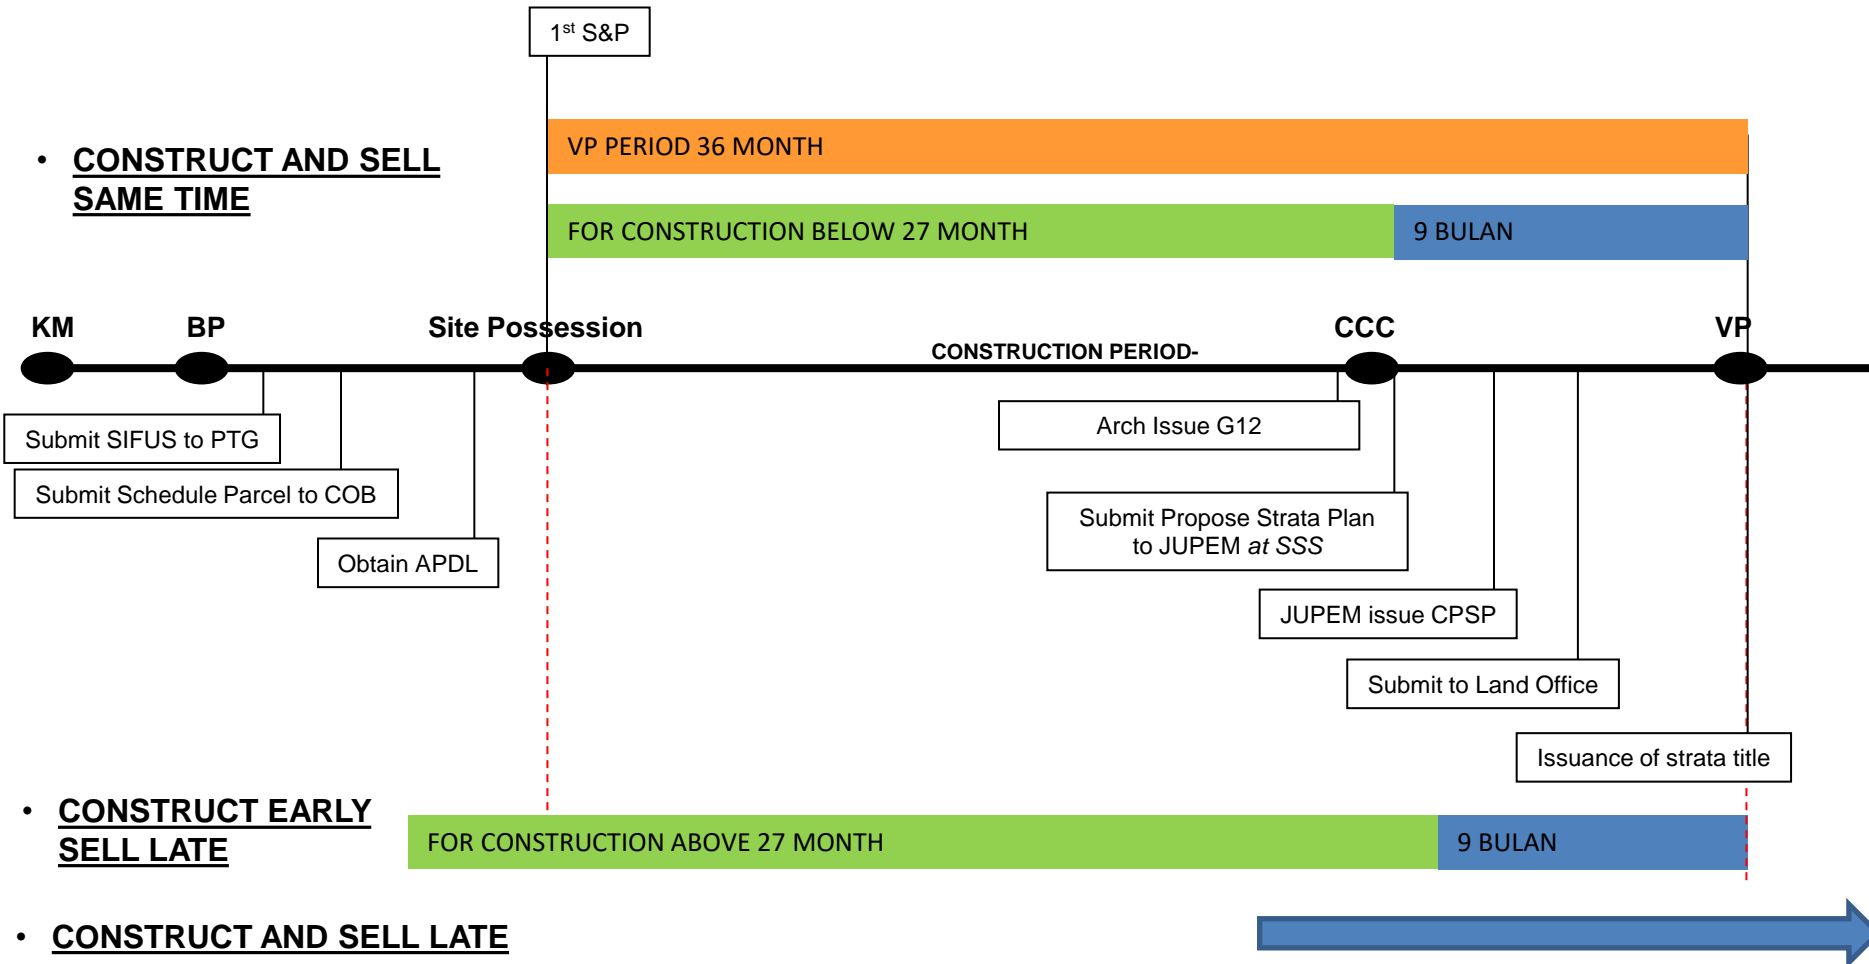 1st S&P
• CONSTRUCT AND SELL
SAME TIME
VP PERIOD 36 MONTH
FOR CONSTRUCTION BELOW 27 MONTH
9 BULAN
KM
BP
Site Possession
CONSTRUCTION PERIOD-
CCC
VP
Submit SIFUS to PTG
Submit Schedule Parcel to COB
Obtain APDL
Arch Issue G12
Submit Propose Strata Plan
to JUPEM at SSS
JUPEM issue CPSP
Submit to Land Office
Issuance of strata title
• CONSTRUCT EARLY
SELL LATE
FOR CONSTRUCTION ABOVE 27 MONTH
9 BULAN
• CONSTRUCT AND SELL LATE